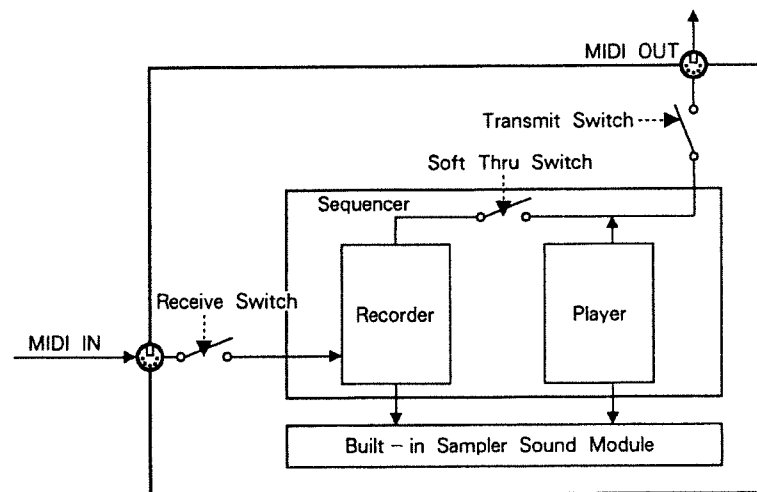 MIDI OUT
Transmit Switch
Soft Thru Switch
Sequencer
Receive Switch
Recorder
Player
MIDI IN
Built-in Sampler Sound Module